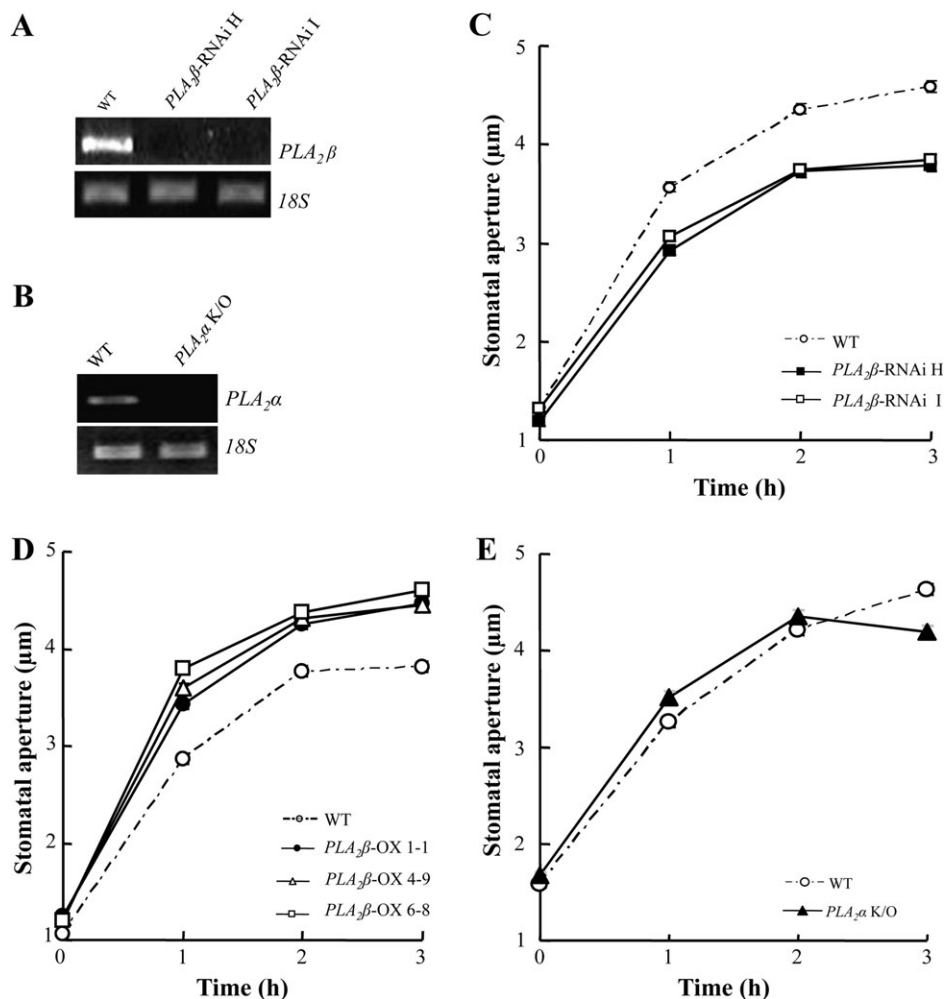 A
WT
PLA₂β-RNAi H
PLA₂β-RNAi I
PLA₂β
18S
B
WT
PLA₂α K/O
PLA₂α
18S
C
Stomatal aperture (µm)
5
4
3
2
1
0
1
2
3
Time (h)
WT
PLA₂β-RNAi H
PLA₂β-RNAi I
D
Stomatal aperture (µm)
5
4
3
2
1
0
1
2
3
Time (h)
WT
PLA₂β-OX 1-1
PLA₂β-OX 4-9
PLA₂β-OX 6-8
E
Stomatal aperture (µm)
5
4
3
2
1
0
1
2
3
Time (h)
WT
PLA₂α K/O